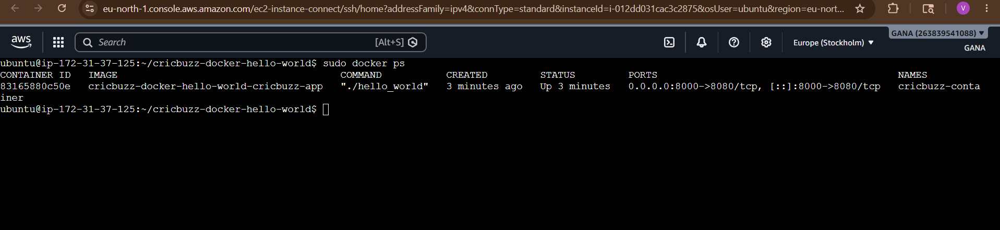 eu-north-1.console.aws.amazon.com/ec2-instance-connect/ssh/home?addressFamily=ipv4&connType=standard&instanceId=i-012dd031cac3c2875&osUser=ubuntu&region=eu-nort...
V
aws
Search
[Alt+S]
Europe (Stockholm)
GANA (263839541088)
GANA
ubuntu@ip-172-31-37-125:~/cricbuzz-docker-hello-world$ sudo docker ps
CONTAINER ID   IMAGE                                      COMMAND           CREATED         STATUS         PORTS                                         NAMES
83165880c50e   cricbuzz-docker-hello-world-cricbuzz-app   "./hello_world"   3 minutes ago   Up 3 minutes   0.0.0.0:8000->8080/tcp, [::]:8000->8080/tcp   cricbuzz-conta
iner
ubuntu@ip-172-31-37-125:~/cricbuzz-docker-hello-world$